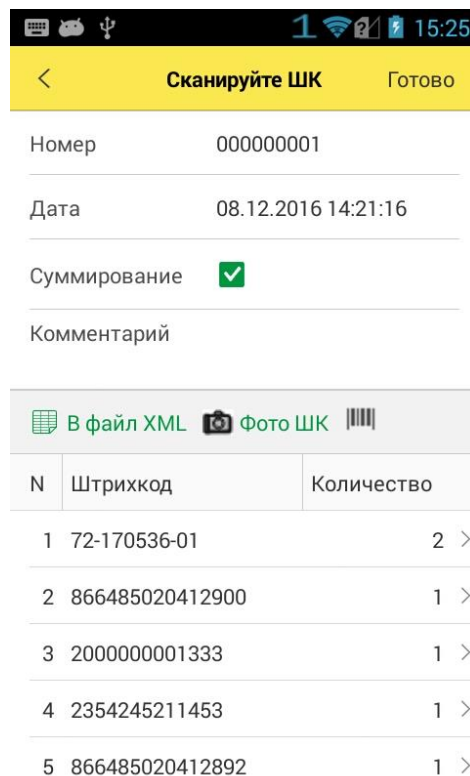 1 15:25
Сканируйте ШК Готово
Номер 000000001
Дата 08.12.2016 14:21:16
Суммирование
Комментарий
В файл XML Фото ШК
N Штрихкод Количество
1 72-170536-01 2
2 866485020412900 1
3 2000000001333 1
4 2354245211453 1
5 866485020412892 1